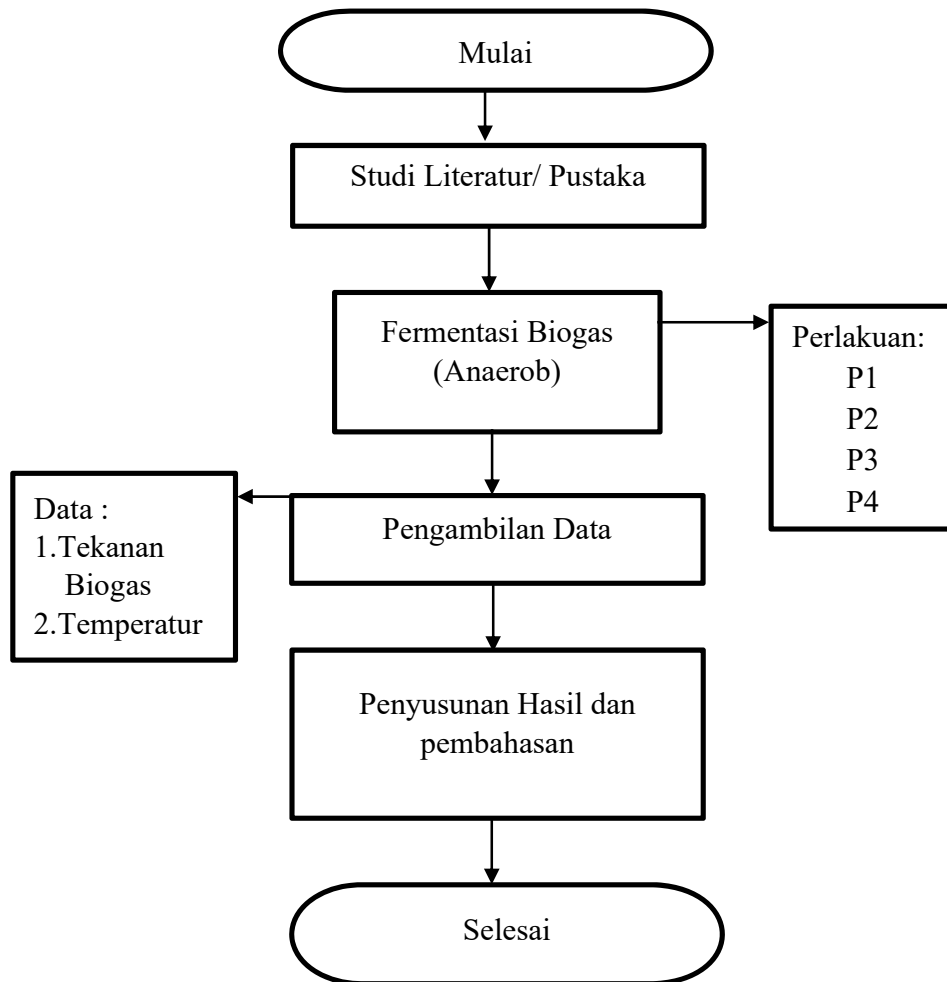 Mulai
Studi Literatur/ Pustaka
Fermentasi Biogas
(Anaerob)
Perlakuan:
P1
P2
P3
P4
Data :
1.Tekanan
Biogas
2.Temperatur
Pengambilan Data
Penyusunan Hasil dan
pembahasan
Selesai